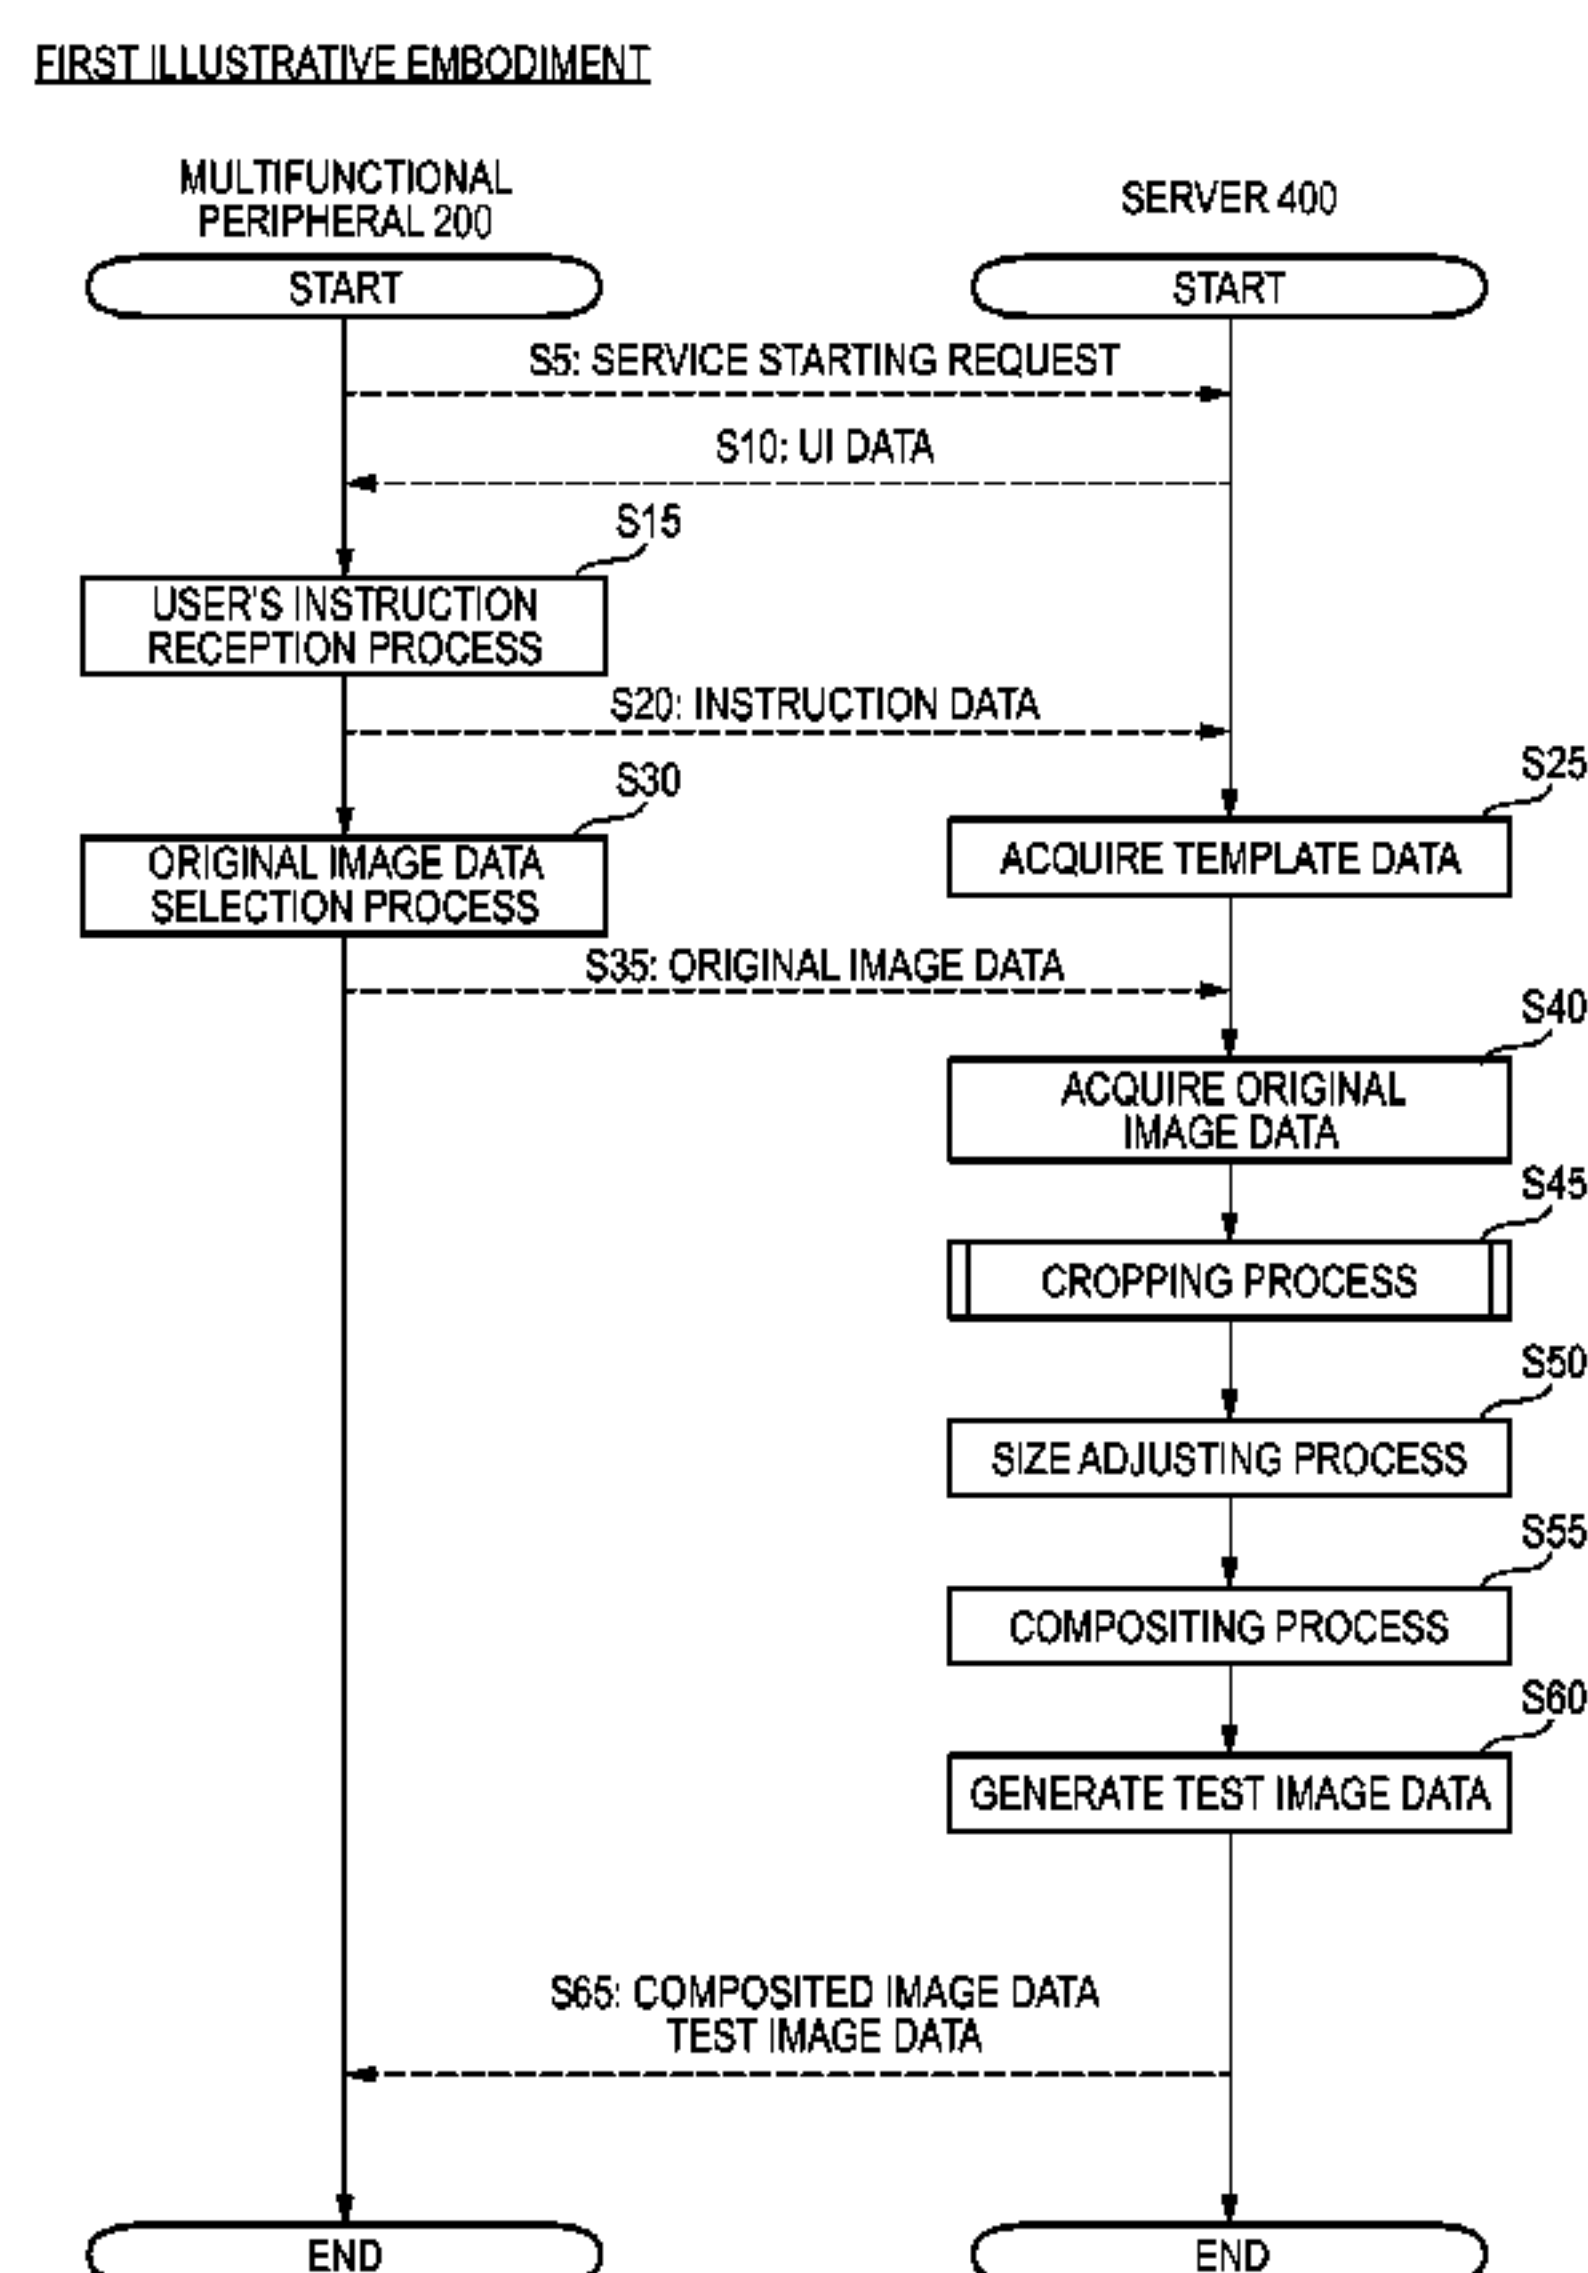 FIRST ILLUSTRATIVE EMBODIMENT
MULTIFUNCTIONAL
PERIPHERAL 200
SERVER 400
START
START
S5: SERVICE STARTING REQUEST
S10: UI DATA
S15
USER'S INSTRUCTION
RECEPTION PROCESS
S20: INSTRUCTION DATA
S25
S30
ACQUIRE TEMPLATE DATA
ORIGINAL IMAGE DATA
SELECTION PROCESS
S35: ORIGINAL IMAGE DATA
S40
ACQUIRE ORIGINAL
IMAGE DATA
S45
CROPPING PROCESS
S50
SIZE ADJUSTING PROCESS
S55
COMPOSITING PROCESS
S60
GENERATE TEST IMAGE DATA
S65: COMPOSITED IMAGE DATA
TEST IMAGE DATA
END
END